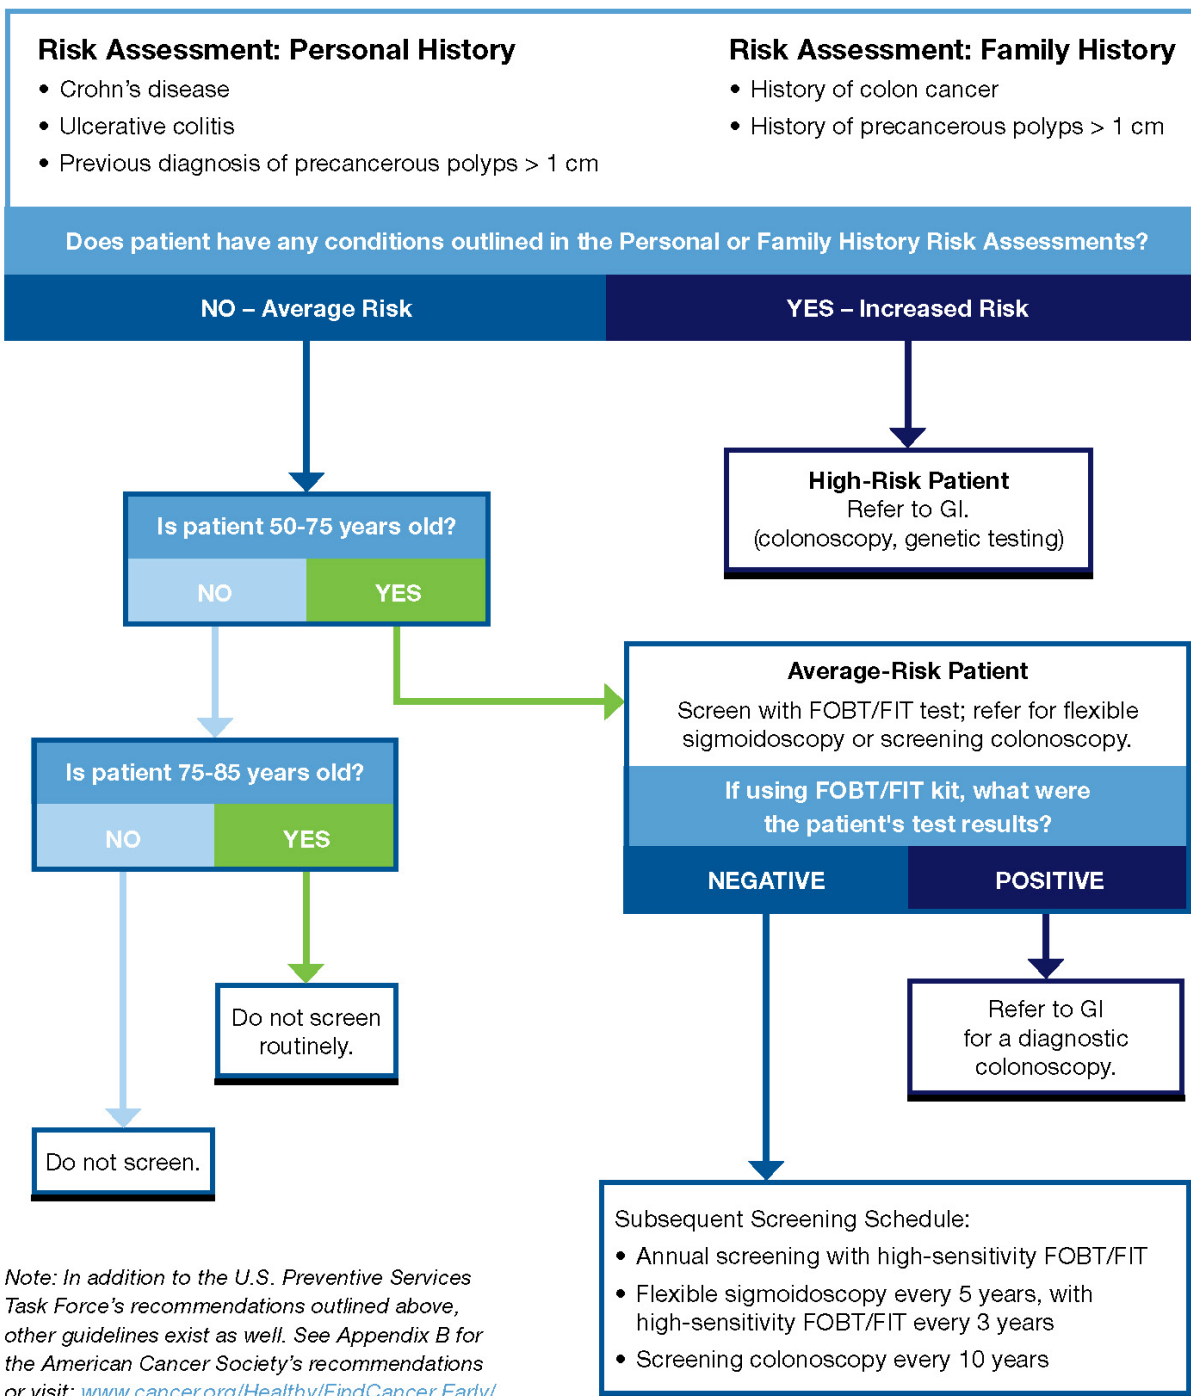 Risk Assessment: Personal History
• Crohn's disease
• Ulcerative colitis
• Previous diagnosis of precancerous polyps > 1 cm
Risk Assessment: Family History
• History of colon cancer
• History of precancerous polyps > 1 cm
Does patient have any conditions outlined in the Personal or Family History Risk Assessments?
NO – Average Risk
YES – Increased Risk
High-Risk Patient
Refer to GI.
(colonoscopy, genetic testing)
Is patient 50-75 years old?
NO
YES
Average-Risk Patient
Screen with FOBT/FIT test; refer for flexible
sigmoidoscopy or screening colonoscopy.
If using FOBT/FIT kit, what were
the patient's test results?
NEGATIVE
POSITIVE
Is patient 75-85 years old?
NO
YES
Do not screen
routinely.
Refer to GI
for a diagnostic
colonoscopy.
Do not screen.
Subsequent Screening Schedule:
• Annual screening with high-sensitivity FOBT/FIT
• Flexible sigmoidoscopy every 5 years, with
high-sensitivity FOBT/FIT every 3 years
• Screening colonoscopy every 10 years
Note: In addition to the U.S. Preventive Services
Task Force's recommendations outlined above,
other guidelines exist as well. See Appendix B for
the American Cancer Society's recommendations
or visit: www.cancer.org/Healthy/FindCancer Early/